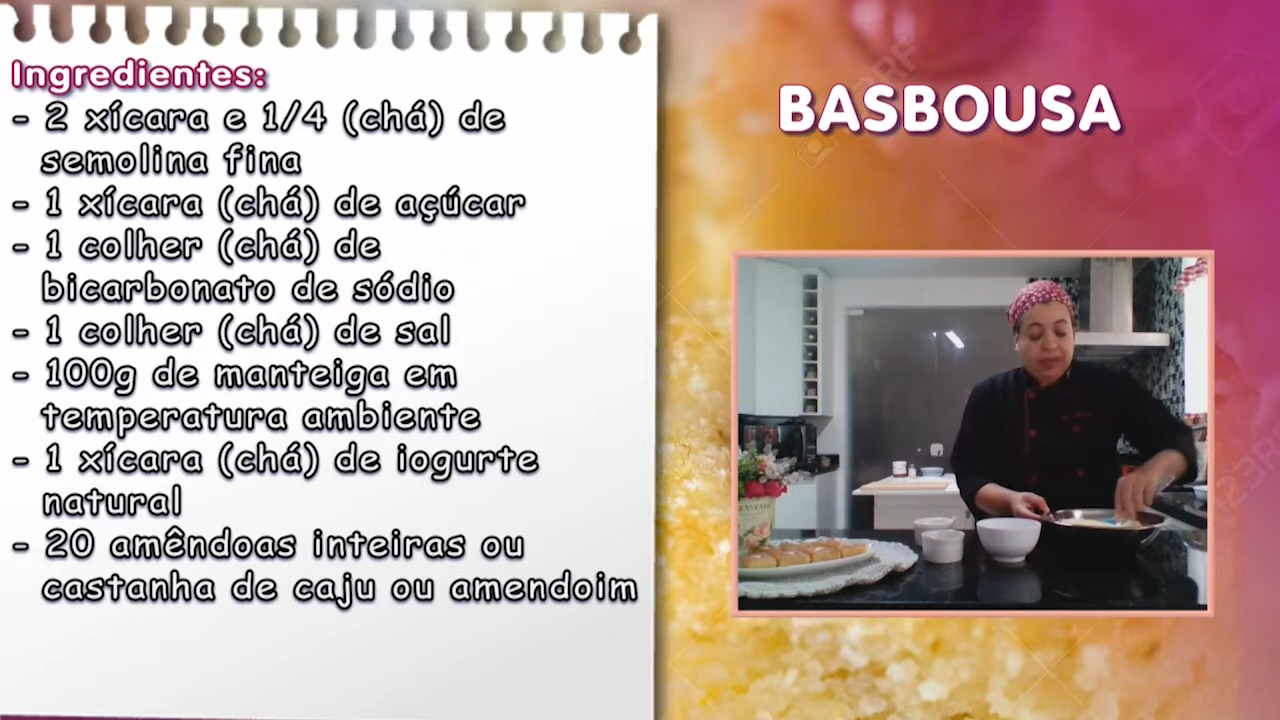 Ingredientes:
- 2 xícara e 1/4 (chá) de
semolina fina
- 1 xícara (chá) de açúcar
- 1 colher (chá) de
bicarbonato de sódio
- 1 colher (chá) de sal
- 100g de manteiga em
temperatura ambiente
- 1 xícara (chá) de iogurte
natural
- 20 amêndoas inteiras ou
castanha de caju ou amendoim
BASBOUSA